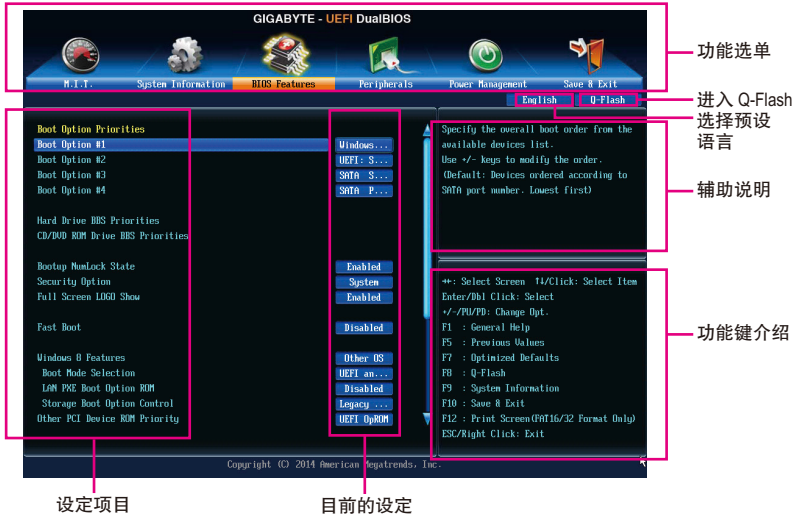 GIGABYTE - UEFI DualBIOS
M.I.T. System Information BIOS Features Peripherals Power Management Save & Exit
功能选单
English Q-Flash
进入 Q-Flash
选择预设
语言
Boot Option Priorities
Boot Option #1 Windows...
Boot Option #2 UEFI: S...
Boot Option #3 SATA S...
Boot Option #4 SATA P...
Hard Drive BBS Priorities
CD/DVD ROM Drive BBS Priorities
Bootup NumLock State Enabled
Security Option System
Full Screen LOGO Show Enabled
Fast Boot Disabled
Windows 8 Features Other OS
Boot Mode Selection UEFI an...
LAN PXE Boot Option ROM Disabled
Storage Boot Option Control Legacy ...
Other PCI Device ROM Priority UEFI OpROM
Specify the overall boot order from the
available devices list.
Use +/- keys to modify the order.
(Default: Devices ordered according to
SATA port number. Lowest first)
辅助说明
↔: Select Screen ↑↓/Click: Select Item
Enter/Dbl Click: Select
+/-/PU/PD: Change Opt.
F1 : General Help
F5 : Previous Values
F7 : Optimized Defaults
F8 : Q-Flash
F9 : System Information
F10 : Save & Exit
F12 : Print Screen(FAT16/32 Format Only)
ESC/Right Click: Exit
功能键介绍
Copyright (C) 2014 American Megatrends, Inc.
设定项目
目前的设定